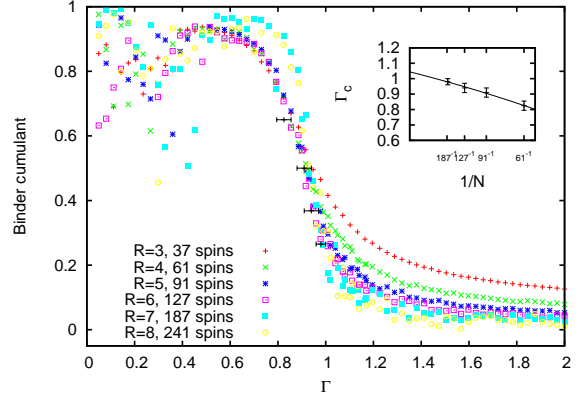 Binder cumulant
1
0.8
0.6
0.4
0.2
0
0 0.2 0.4 0.6 0.8 1 1.2 1.4 1.6 1.8 2
Γ
R=3, 37 spins
R=4, 61 spins
R=5, 91 spins
R=6, 127 spins
R=7, 187 spins
R=8, 241 spins
Γc
1.2
1.1
1
0.9
0.8
0.7
0.6
187⁻¹ 127⁻¹ 91⁻¹ 61⁻¹
1/N